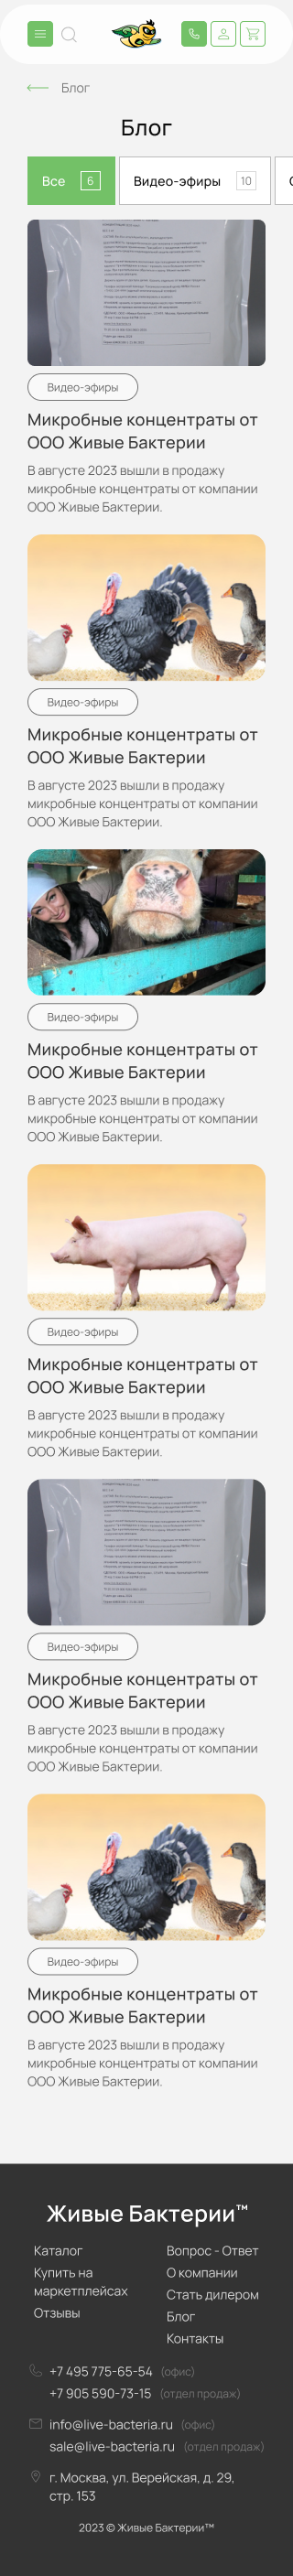 Блог
Блог
Все 6 Видео-эфиры 10
Видео-эфиры
Микробные концентраты от
ООО Живые Бактерии
В августе 2023 вышли в продажу
микробные концентраты от компании
ООО Живые Бактерии.
Видео-эфиры
Микробные концентраты от
ООО Живые Бактерии
В августе 2023 вышли в продажу
микробные концентраты от компании
ООО Живые Бактерии.
Видео-эфиры
Микробные концентраты от
ООО Живые Бактерии
В августе 2023 вышли в продажу
микробные концентраты от компании
ООО Живые Бактерии.
Видео-эфиры
Микробные концентраты от
ООО Живые Бактерии
В августе 2023 вышли в продажу
микробные концентраты от компании
ООО Живые Бактерии.
Видео-эфиры
Микробные концентраты от
ООО Живые Бактерии
В августе 2023 вышли в продажу
микробные концентраты от компании
ООО Живые Бактерии.
Видео-эфиры
Микробные концентраты от
ООО Живые Бактерии
В августе 2023 вышли в продажу
микробные концентраты от компании
ООО Живые Бактерии.
Живые Бактерии™
Каталог
Купить на
маркетплейсах
Отзывы
Вопрос - Ответ
О компании
Стать дилером
Блог
Контакты
+7 495 775-65-54 (офис)
+7 905 590-73-15 (отдел продаж)
info@live-bacteria.ru (офис)
sale@live-bacteria.ru (отдел продаж)
г. Москва, ул. Верейская, д. 29,
стр. 153
2023 © Живые Бактерии™